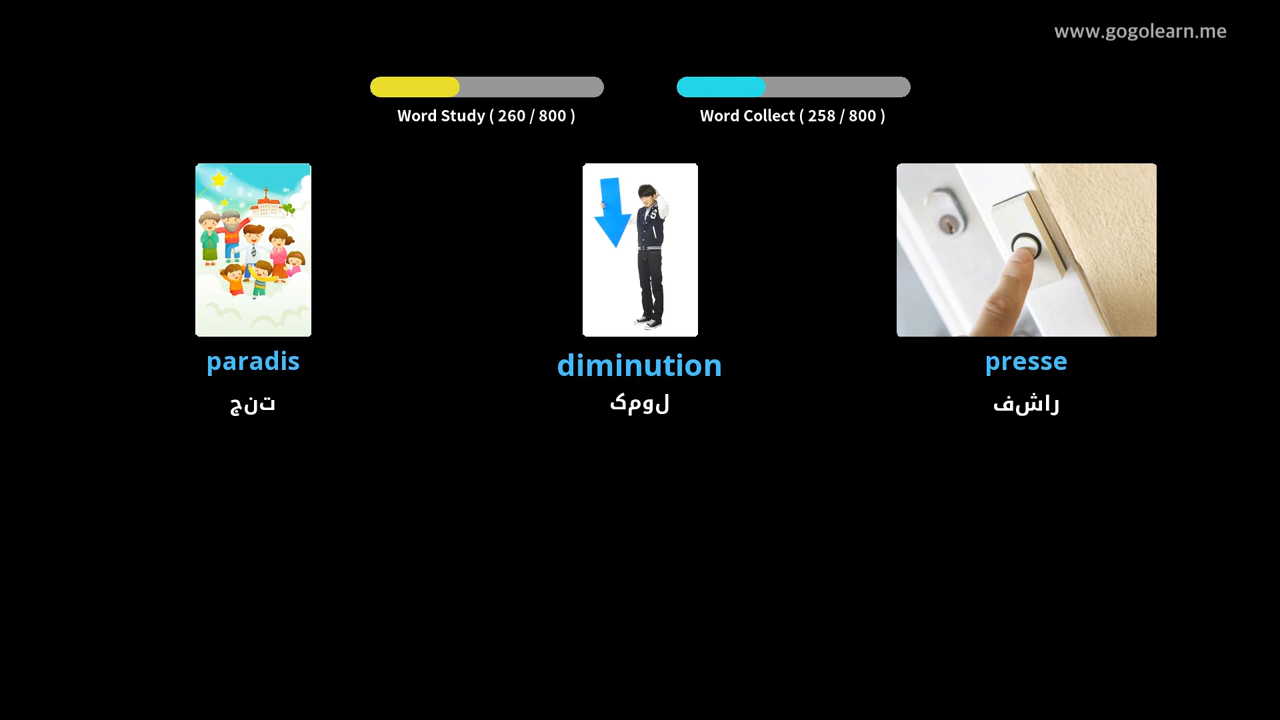 www.gogolearn.me
Word Study ( 260 / 800 )
Word Collect ( 258 / 800 )
paradis
تنج
diminution
لومک
presse
راشف